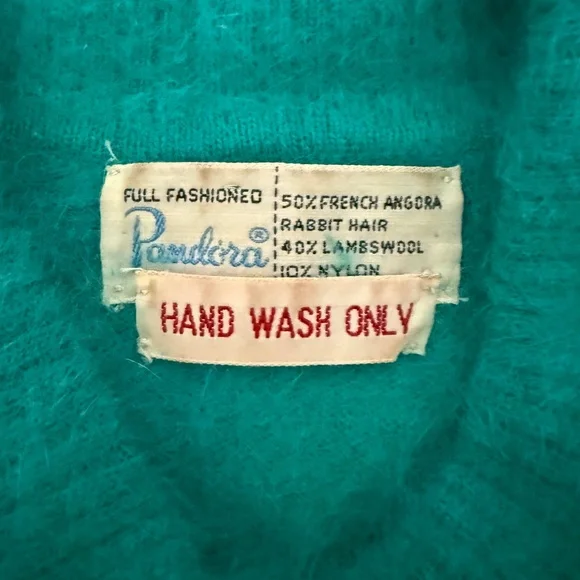 FULL FASHIONED
Pandora®
50% FRENCH ANGORA
RABBIT HAIR
40% LAMBSWOOL
10% NYLON
HAND WASH ONLY